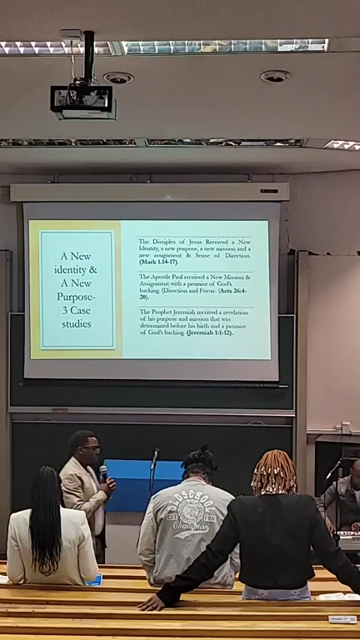 A New
identity &
A New
Purpose-
3 Case
studies
The Disciples of Jesus Received a New
Identity, a new purpose, a new mission and a
new assignment & Sense of Direction.
(Mark 1.14-17).
The Apostle Paul received a New Mission &
Assignment with a promise of God's
backing. (Direction and Focus- (Acts 26:4-
20).
The Prophet Jeremiah received a revelation
of his purpose and mission that was
determined before his birth and a promise
of God's backing. (Jeremiah 1:1-12).
OLDSCHOOL
Champion